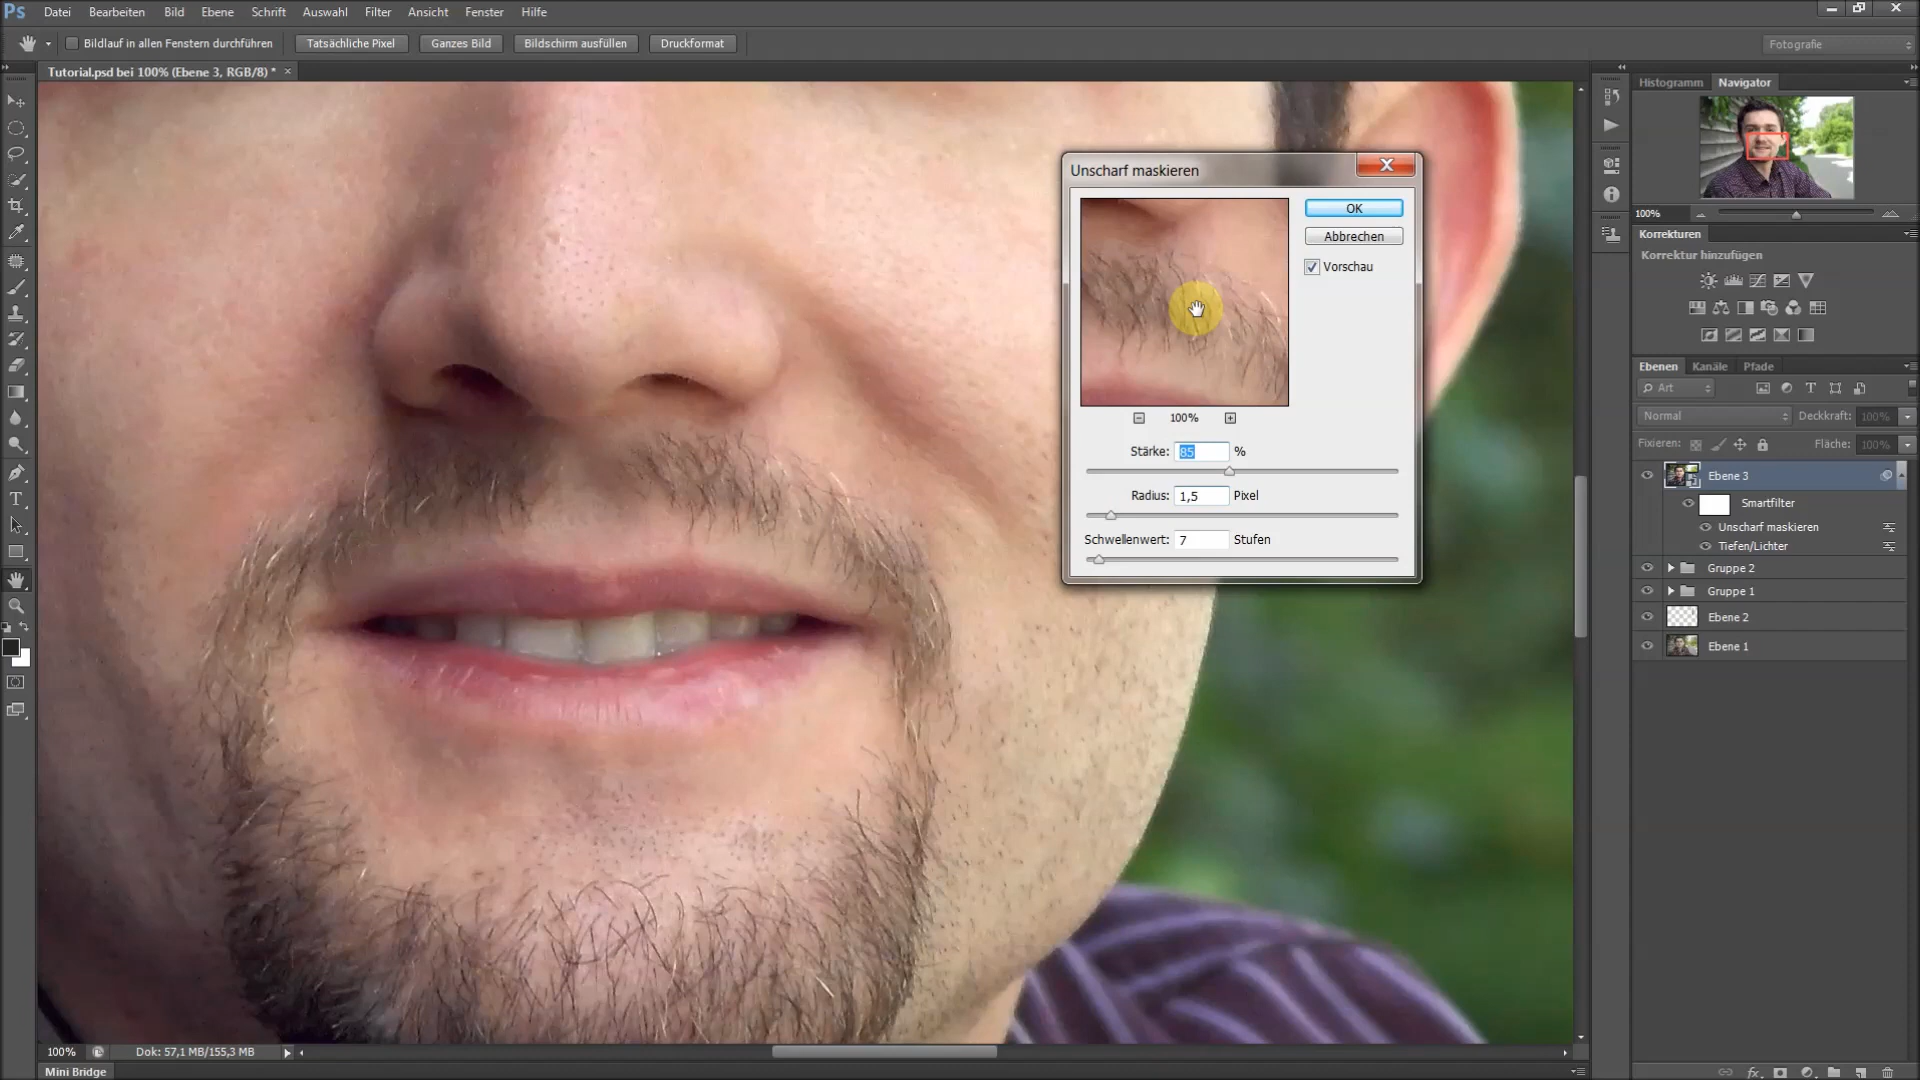 Ps Datei Bearbeiten Bild Ebene Schrift Auswahl Filter Ansicht Fenster Hilfe
Bildlauf in allen Fenstern durchführen Tatsächliche Pixel Ganzes Bild Bildschirm ausfüllen Druckformat Fotografie
Tutorial.psd bei 100% (Ebene 3, RGB/8) *
Histogramm Navigator
100%
Korrekturen
Korrektur hinzufügen
Unscharf maskieren
OK
Abbrechen
Vorschau
100%
Stärke: 85 %
Radius: 1,5 Pixel
Schwellenwert: 7 Stufen
Ebenen Kanäle Pfade
Art
Normal Deckkraft: 100%
Fixieren: Fläche: 100%
Ebene 3
Smartfilter
Unscharf maskieren
Tiefen/Lichter
Gruppe 2
Gruppe 1
Ebene 2
Ebene 1
100% Dok: 57,1 MB/155,3 MB
Mini Bridge